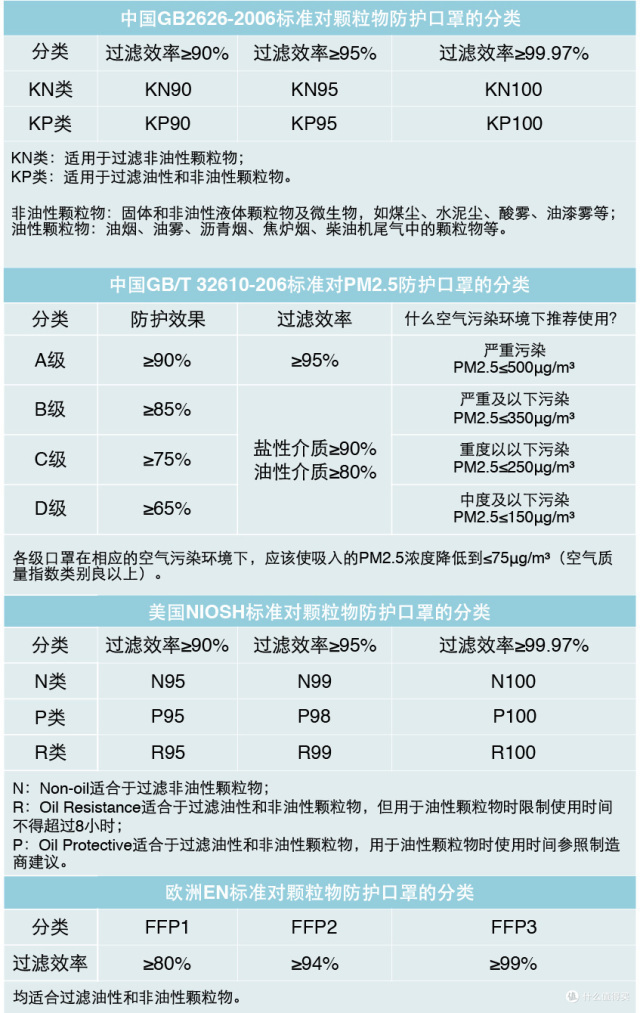 中国GB2626-2006标准对颗粒物防护口罩的分类
分类 过滤效率≥90% 过滤效率≥95% 过滤效率≥99.97%
KN类 KN90 KN95 KN100
KP类 KP90 KP95 KP100
KN类：适用于过滤非油性颗粒物；
KP类：适用于过滤油性和非油性颗粒物。
非油性颗粒物：固体和非油性液体颗粒物及微生物，如煤尘、水泥尘、酸雾、油漆雾等；
油性颗粒物：油烟、油雾、沥青烟、焦炉烟、柴油机尾气中的颗粒物等。
中国GB/T 32610-206标准对PM2.5防护口罩的分类
分类 防护效果 过滤效率 什么空气污染环境下推荐使用?
A级 ≥90% ≥95% 严重污染
PM2.5≤500μg/m³
B级 ≥85% 严重及以下污染
PM2.5≤350μg/m³
盐性介质≥90%
油性介质≥80%
C级 ≥75% 重度以以下污染
PM2.5≤250μg/m³
D级 ≥65% 中度及以下污染
PM2.5≤150μg/m³
各级口罩在相应的空气污染环境下，应该使吸入的PM2.5浓度降低到≤75μg/m³（空气质
量指数类别良以上）。
美国NIOSH标准对颗粒物防护口罩的分类
分类 过滤效率≥90% 过滤效率≥95% 过滤效率≥99.97%
N类 N95 N99 N100
P类 P95 P98 P100
R类 R95 R99 R100
N：Non-oil适合于过滤非油性颗粒物；
R：Oil Resistance适合于过滤油性和非油性颗粒物，但用于油性颗粒物时限制使用时间
不得超过8小时；
P：Oil Protective适合于过滤油性和非油性颗粒物，用于油性颗粒物时使用时间参照制造
商建议。
欧洲EN标准对颗粒物防护口罩的分类
分类 FFP1 FFP2 FFP3
过滤效率 ≥80% ≥94% ≥99%
均适合过滤油性和非油性颗粒物。
值 什么值得买